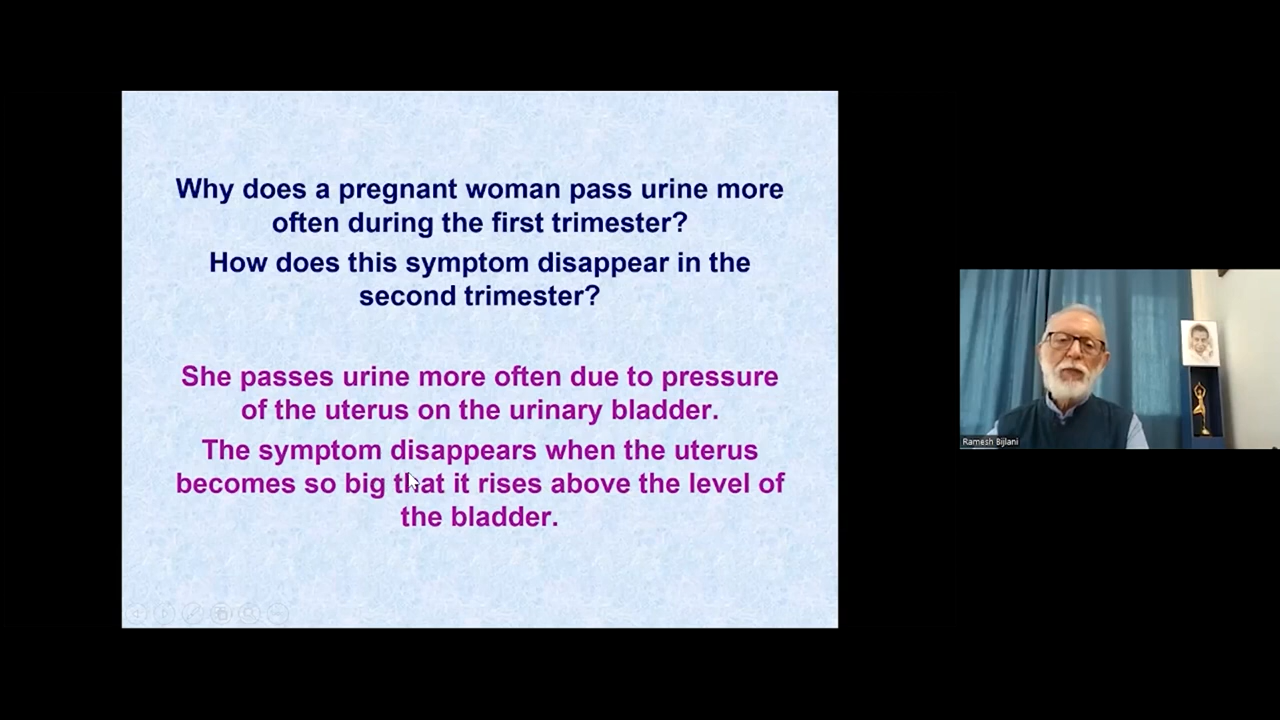 Why does a pregnant woman pass urine more
often during the first trimester?
How does this symptom disappear in the
second trimester?
She passes urine more often due to pressure
of the uterus on the urinary bladder.
The symptom disappears when the uterus
becomes so big that it rises above the level of
the bladder.
Ramesh Bijlani